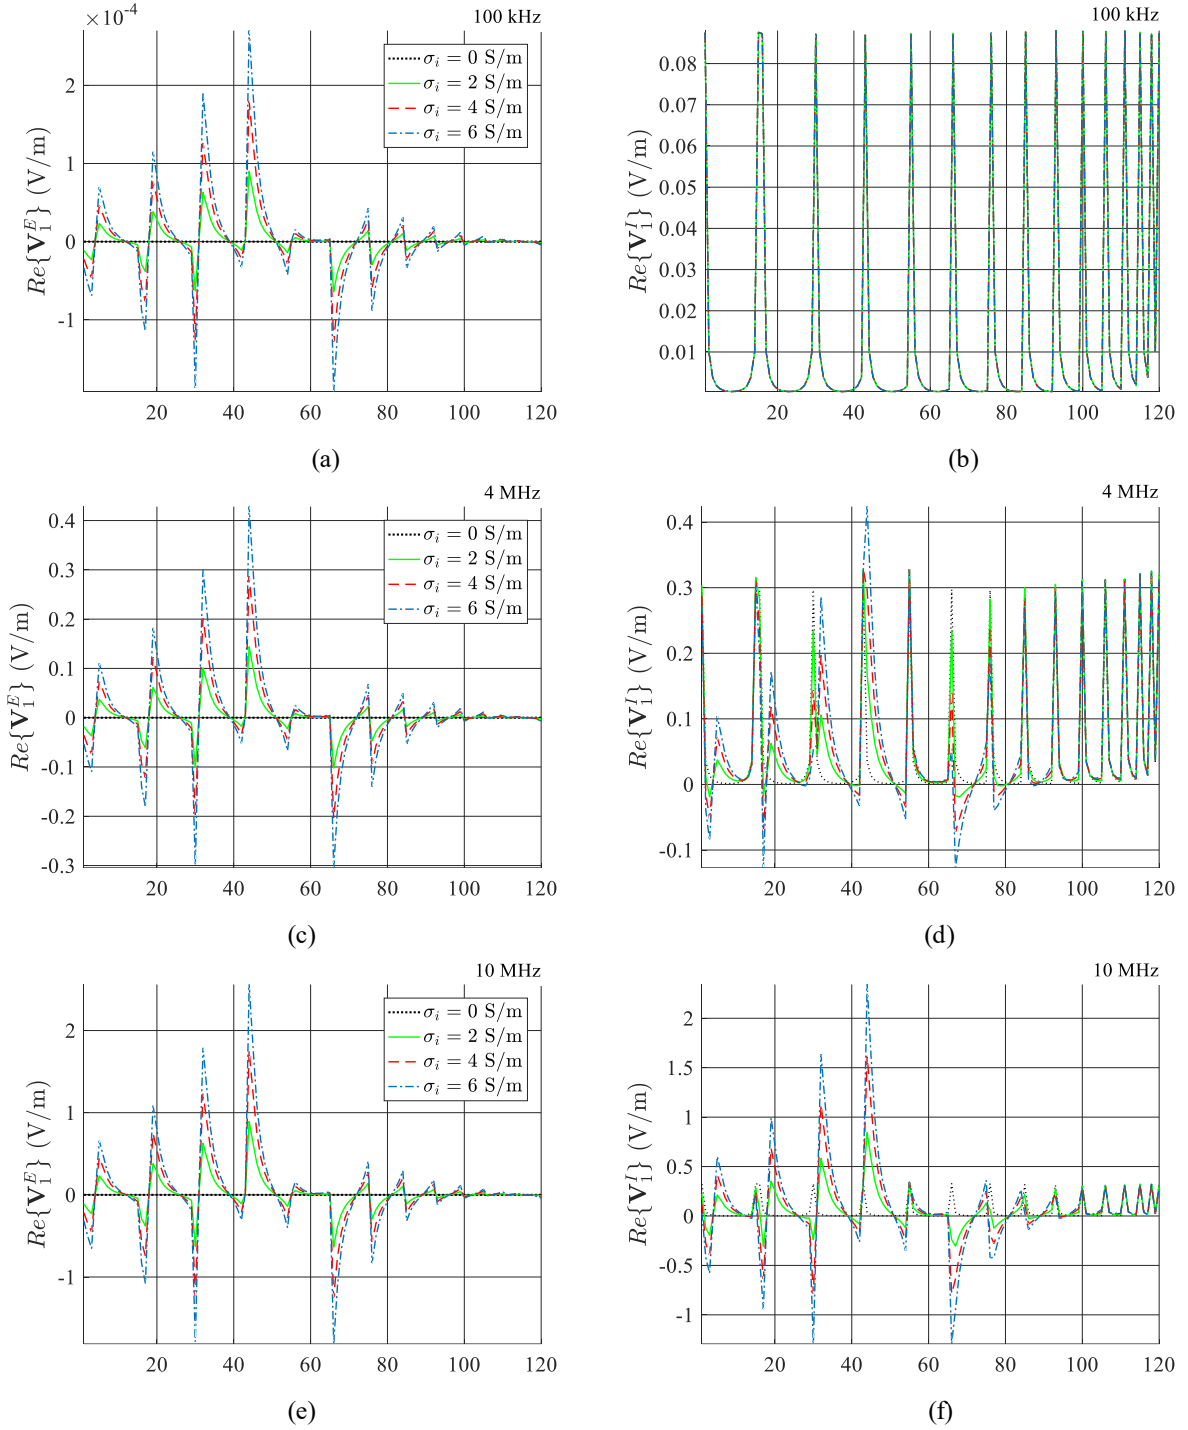 ×10⁻⁴ 100 kHz
Re{V₁ᴱ} (V/m)
2
1
0
-1
σᵢ = 0 S/m
σᵢ = 2 S/m
σᵢ = 4 S/m
σᵢ = 6 S/m
20 40 60 80 100 120
(a)
100 kHz
Re{V₁ᴵ} (V/m)
0.08
0.07
0.06
0.05
0.04
0.03
0.02
0.01
20 40 60 80 100 120
(b)
4 MHz
Re{V₁ᴱ} (V/m)
0.4
0.3
0.2
0.1
0
-0.1
-0.2
-0.3
σᵢ = 0 S/m
σᵢ = 2 S/m
σᵢ = 4 S/m
σᵢ = 6 S/m
20 40 60 80 100 120
(c)
4 MHz
Re{V₁ᴵ} (V/m)
0.4
0.3
0.2
0.1
0
-0.1
20 40 60 80 100 120
(d)
10 MHz
Re{V₁ᴱ} (V/m)
2
1
0
-1
σᵢ = 0 S/m
σᵢ = 2 S/m
σᵢ = 4 S/m
σᵢ = 6 S/m
20 40 60 80 100 120
(e)
10 MHz
Re{V₁ᴵ} (V/m)
2
1.5
1
0.5
0
-0.5
-1
20 40 60 80 100 120
(f)